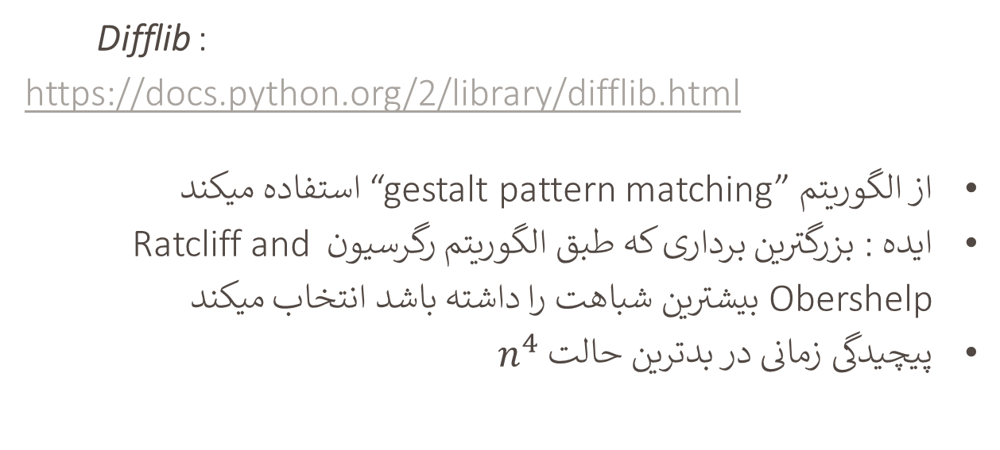 Difflib :
https://docs.python.org/2/library/difflib.html
• از الگوریتم ”gestalt pattern matching“ استفاده میکند
• ایده : بزرگترین برداری که طبق الگوریتم رگرسیون Ratcliff and
Obershelp بیشترین شباهت را داشته باشد انتخاب میکند
• پیچیدگی زمانی در بدترین حالت n⁴